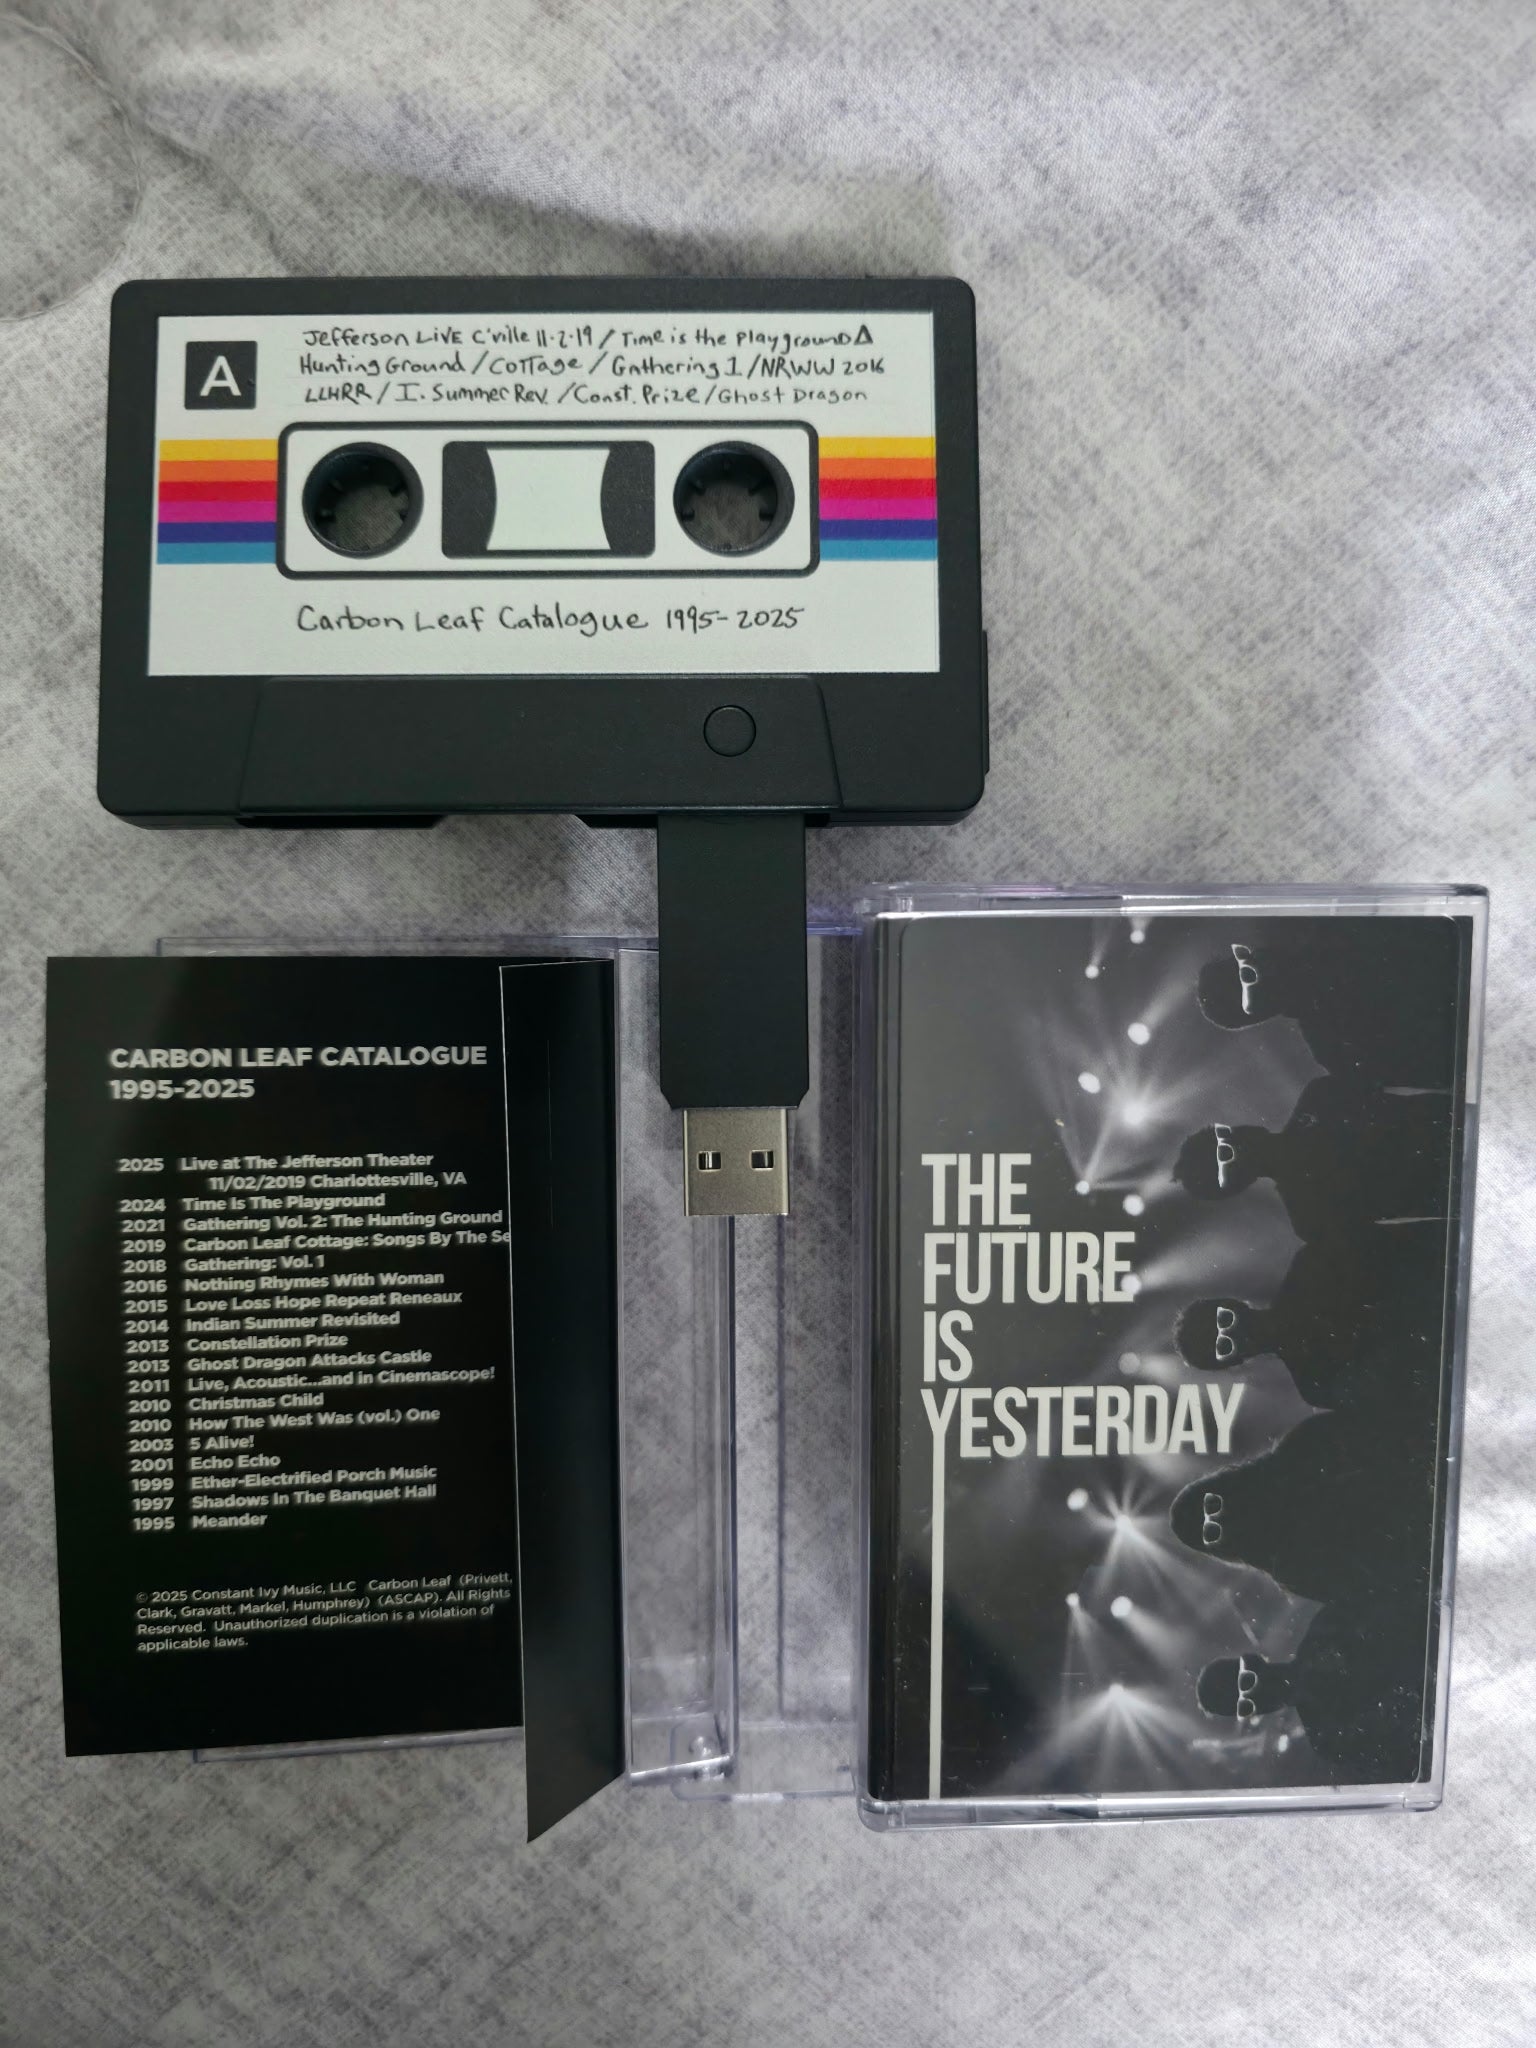 A
Jefferson LIVE C'ville 11·2·19 / Time is the Playground Δ
Hunting Ground / Cottage / Gathering 1 / NRWW 2016
LLHRR / I. Summer Rev. / Const. Prize / Ghost Dragon
Carbon Leaf Catalogue 1995-2025
CARBON LEAF CATALOGUE
1995-2025
2025 Live at The Jefferson Theater
11/02/2019 Charlottesville, VA
2024 Time Is The Playground
2021 Gathering Vol. 2: The Hunting Ground
2019 Carbon Leaf Cottage: Songs By The Se
2018 Gathering: Vol. 1
2016 Nothing Rhymes With Woman
2015 Love Loss Hope Repeat Reneaux
2014 Indian Summer Revisited
2013 Constellation Prize
2013 Ghost Dragon Attacks Castle
2011 Live, Acoustic...and in Cinemascope!
2010 Christmas Child
2010 How The West Was (vol.) One
2003 5 Alive!
2001 Echo Echo
1999 Ether-Electrified Porch Music
1997 Shadows In The Banquet Hall
1995 Meander
© 2025 Constant Ivy Music, LLC Carbon Leaf (Privett,
Clark, Gravatt, Markel, Humphrey) (ASCAP). All Rights
Reserved. Unauthorized duplication is a violation of
applicable laws.
THE
FUTURE
IS
YESTERDAY